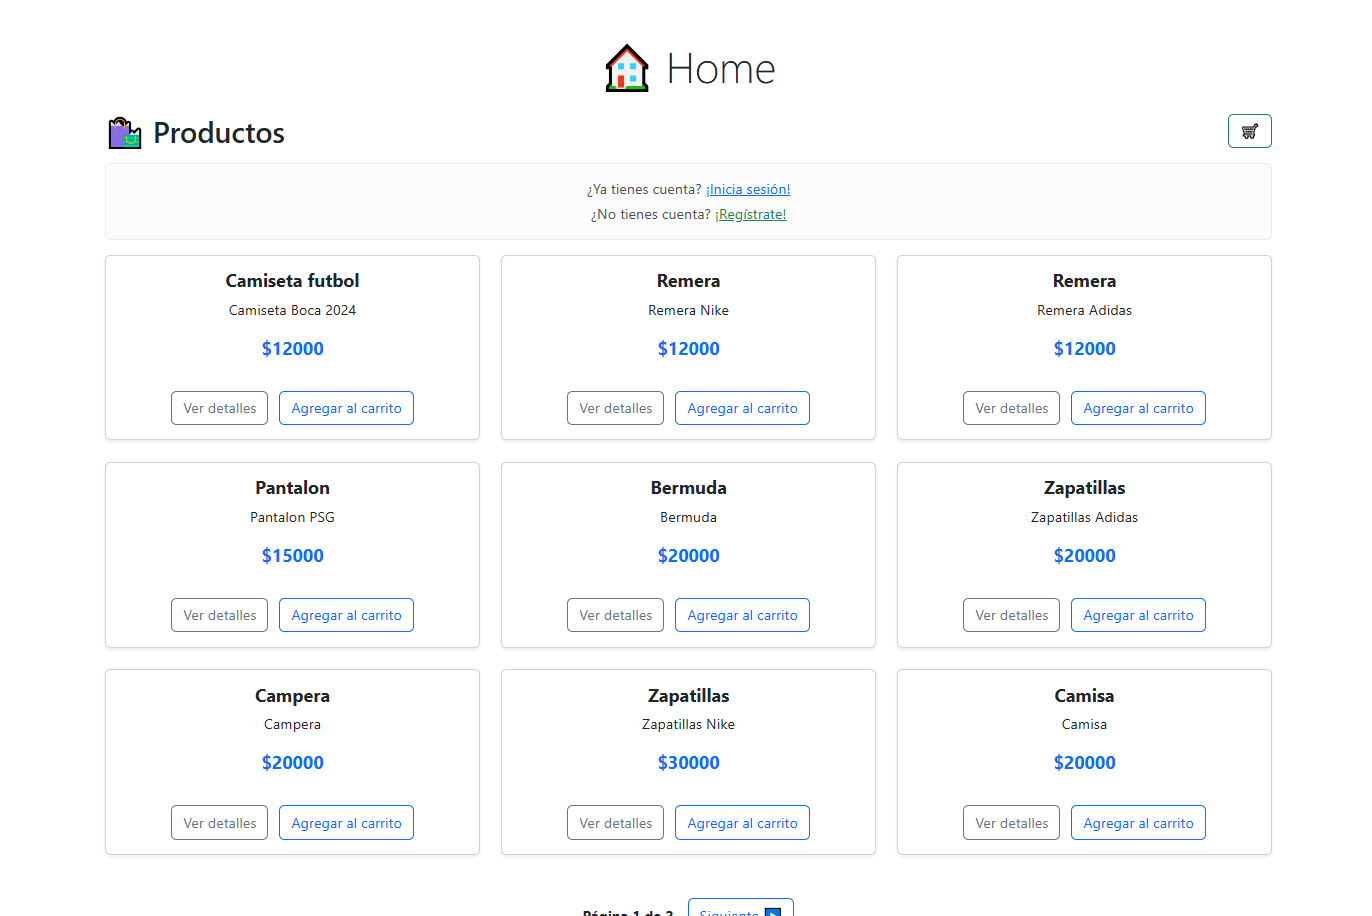 Home
Productos
¿Ya tienes cuenta? ¡Inicia sesión!
¿No tienes cuenta? ¡Regístrate!
Camiseta futbol
Camiseta Boca 2024
$12000
Ver detalles Agregar al carrito
Remera
Remera Nike
$12000
Ver detalles Agregar al carrito
Remera
Remera Adidas
$12000
Ver detalles Agregar al carrito
Pantalon
Pantalon PSG
$15000
Ver detalles Agregar al carrito
Bermuda
Bermuda
$20000
Ver detalles Agregar al carrito
Zapatillas
Zapatillas Adidas
$20000
Ver detalles Agregar al carrito
Campera
Campera
$20000
Ver detalles Agregar al carrito
Zapatillas
Zapatillas Nike
$30000
Ver detalles Agregar al carrito
Camisa
Camisa
$20000
Ver detalles Agregar al carrito
Página 1 de Siguiente